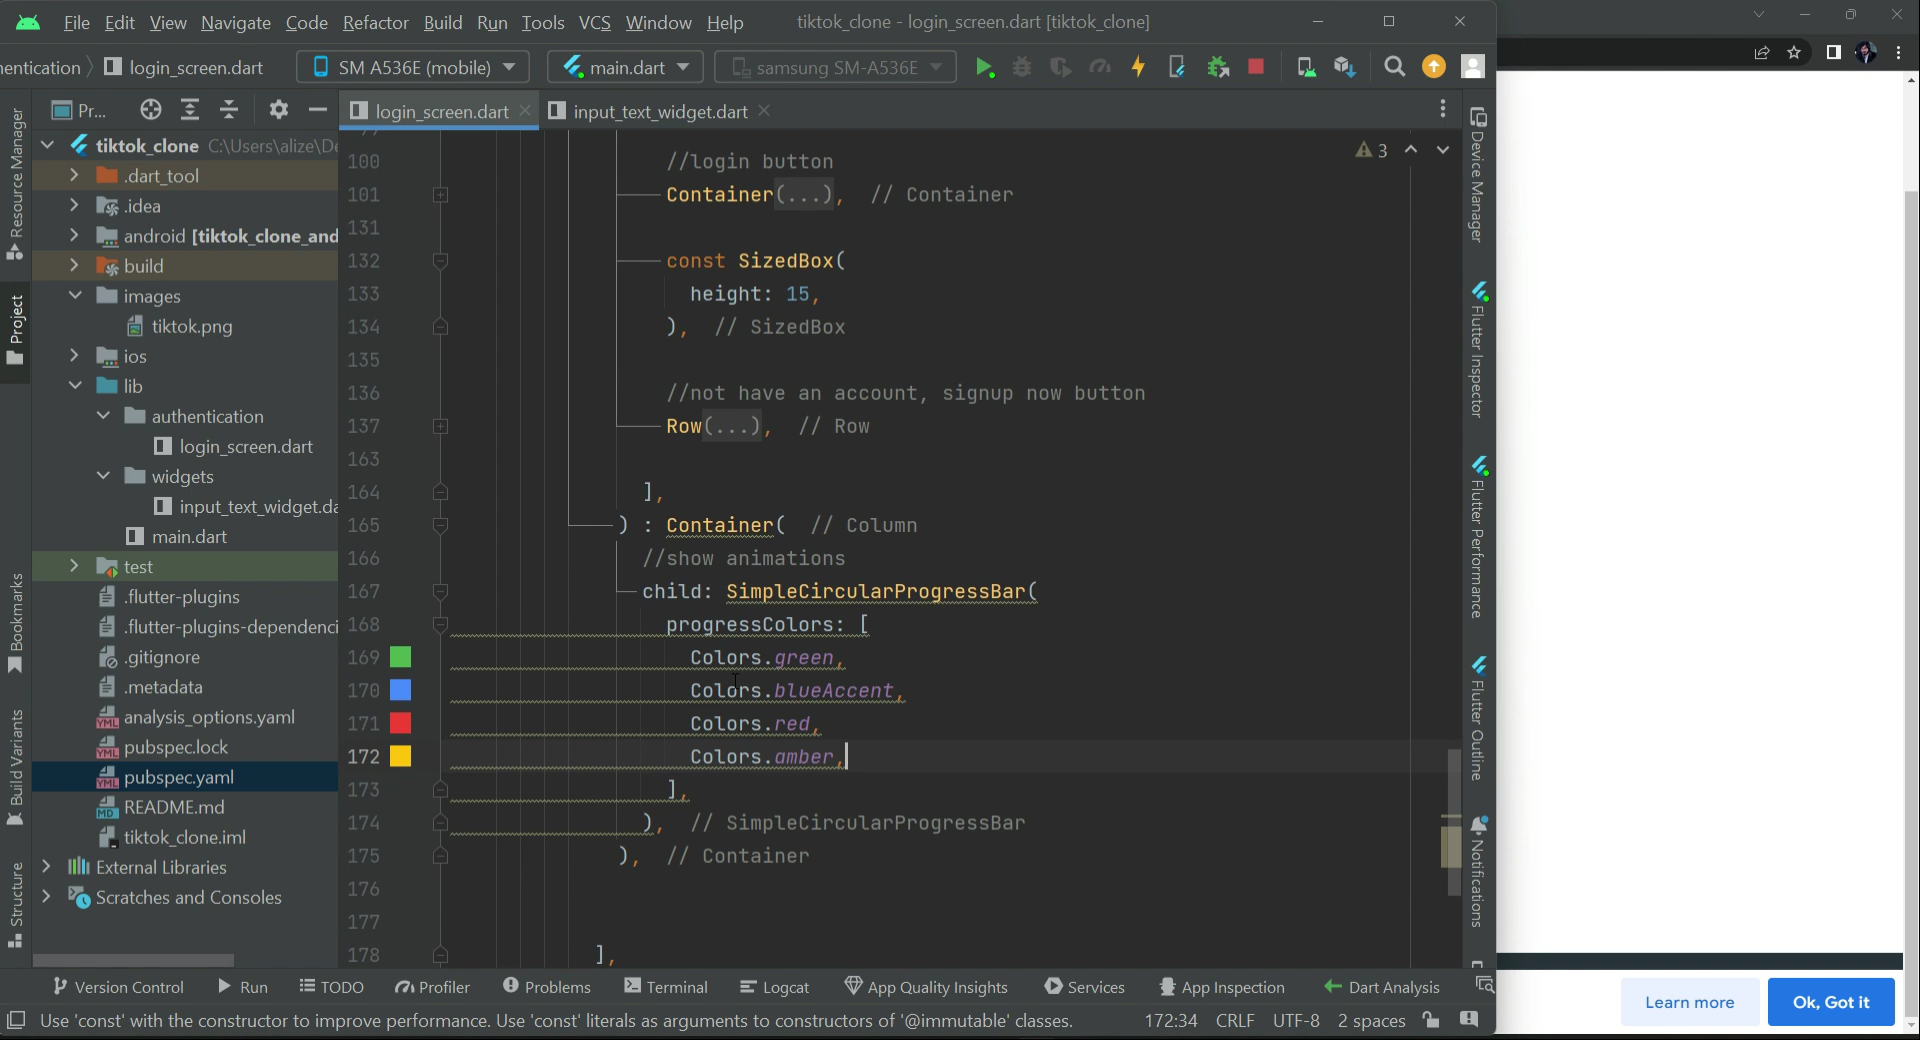 File Edit View Navigate Code Refactor Build Run Tools VCS Window Help tiktok_clone - login_screen.dart [tiktok_clone]
entication login_screen.dart SM A536E (mobile) main.dart samsung SM-A536E
Pr... login_screen.dart input_text_widget.dart
Resource Manager
Project
Bookmarks
Build Variants
Structure
tiktok_clone C:\Users\alize\De
.dart_tool
.idea
android [tiktok_clone_and
build
images
tiktok.png
ios
lib
authentication
login_screen.dart
widgets
input_text_widget.da
main.dart
test
.flutter-plugins
.flutter-plugins-dependenci
.gitignore
.metadata
analysis_options.yaml
pubspec.lock
pubspec.yaml
README.md
tiktok_clone.iml
External Libraries
Scratches and Consoles
3
100 //login button
101 Container(...), // Container
131
132 const SizedBox(
133 height: 15,
134 ), // SizedBox
135
136 //not have an account, signup now button
137 Row(...), // Row
163
164 ],
165 ) : Container( // Column
166 //show animations
167 child: SimpleCircularProgressBar(
168 progressColors: [
169 Colors.green,
170 Colors.blueAccent,
171 Colors.red,
172 Colors.amber,
173 ],
174 ), // SimpleCircularProgressBar
175 ), // Container
176
177
178 ],
Device Manager
Flutter Inspector
Flutter Performance
Flutter Outline
Notifications
Version Control Run TODO Profiler Problems Terminal Logcat App Quality Insights Services App Inspection Dart Analysis
Use 'const' with the constructor to improve performance. Use 'const' literals as arguments to constructors of '@immutable' classes. 172:34 CRLF UTF-8 2 spaces
Learn more Ok, Got it